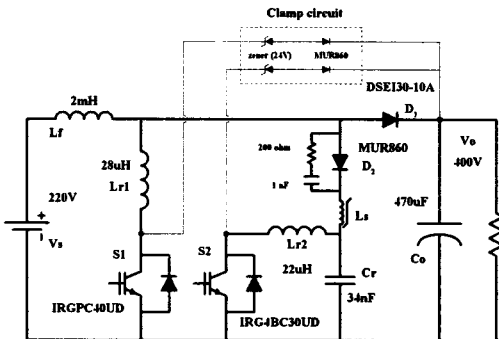 Clamp circuit
zener (24V)
MUR860
DSEI30-10A
2mH
Lf
D1
28uH
Lr1
200 ohm
MUR860
D2
1 nF
Vo
400V
220V
+
Vs
Ls
470uF
S1
S2
Lr2
22uH
Cr
34nF
Co
IRGPC40UD
IRG4BC30UD